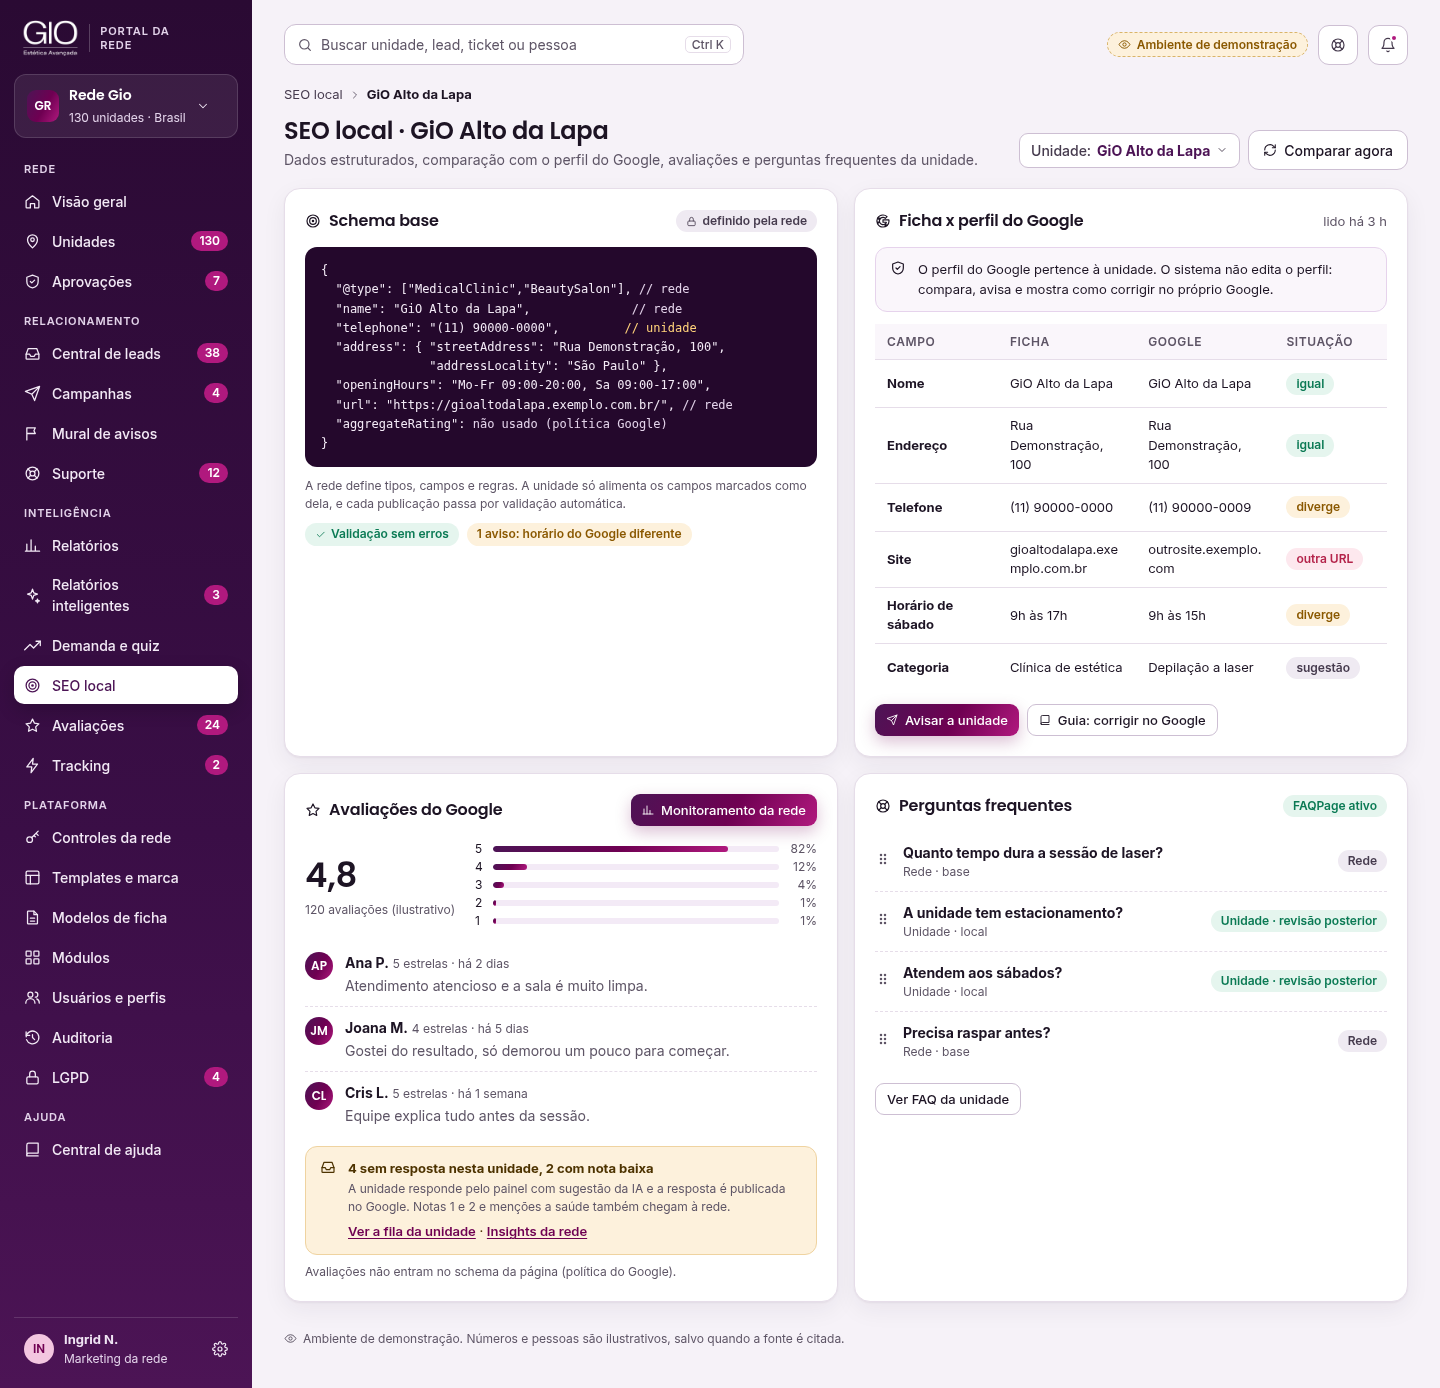 GIO
Estética Avançada
PORTAL DA
REDE
GR
Rede Gio
130 unidades · Brasil
REDE
Visão geral
Unidades 130
Aprovações 7
RELACIONAMENTO
Central de leads 38
Campanhas 4
Mural de avisos
Suporte 12
INTELIGÊNCIA
Relatórios
Relatórios
inteligentes 3
Demanda e quiz
SEO local
Avaliações 24
Tracking 2
PLATAFORMA
Controles da rede
Templates e marca
Modelos de ficha
Módulos
Usuários e perfis
Auditoria
LGPD 4
AJUDA
Central de ajuda
IN
Ingrid N.
Marketing da rede
Buscar unidade, lead, ticket ou pessoa Ctrl K
Ambiente de demonstração
SEO local > GiO Alto da Lapa
SEO local · GiO Alto da Lapa
Dados estruturados, comparação com o perfil do Google, avaliações e perguntas frequentes da unidade.
Unidade: GiO Alto da Lapa
Comparar agora
Schema base
definido pela rede
{
"@type": ["MedicalClinic","BeautySalon"], // rede
"name": "GiO Alto da Lapa", // rede
"telephone": "(11) 90000-0000", // unidade
"address": { "streetAddress": "Rua Demonstração, 100",
"addressLocality": "São Paulo" },
"openingHours": "Mo-Fr 09:00-20:00, Sa 09:00-17:00",
"url": "https://gioaltodalapa.exemplo.com.br/", // rede
"aggregateRating": não usado (política Google)
}
A rede define tipos, campos e regras. A unidade só alimenta os campos marcados como
dela, e cada publicação passa por validação automática.
Validação sem erros
1 aviso: horário do Google diferente
Ficha x perfil do Google
lido há 3 h
O perfil do Google pertence à unidade. O sistema não edita o perfil:
compara, avisa e mostra como corrigir no próprio Google.
CAMPO FICHA GOOGLE SITUAÇÃO
Nome GiO Alto da Lapa GiO Alto da Lapa igual
Endereço Rua Demonstração, 100 Rua Demonstração, 100 igual
Telefone (11) 90000-0000 (11) 90000-0009 diverge
Site gioaltodalapa.exemplo.com.br outrosite.exemplo.com outra URL
Horário de sábado 9h às 17h 9h às 15h diverge
Categoria Clínica de estética Depilação a laser sugestão
Avisar a unidade
Guia: corrigir no Google
Avaliações do Google
Monitoramento da rede
4,8
120 avaliações (ilustrativo)
5 82%
4 12%
3 4%
2 1%
1 1%
AP
Ana P. 5 estrelas · há 2 dias
Atendimento atencioso e a sala é muito limpa.
JM
Joana M. 4 estrelas · há 5 dias
Gostei do resultado, só demorou um pouco para começar.
CL
Cris L. 5 estrelas · há 1 semana
Equipe explica tudo antes da sessão.
4 sem resposta nesta unidade, 2 com nota baixa
A unidade responde pelo painel com sugestão da IA e a resposta é publicada
no Google. Notas 1 e 2 e menções a saúde também chegam à rede.
Ver a fila da unidade · Insights da rede
Avaliações não entram no schema da página (política do Google).
Perguntas frequentes
FAQPage ativo
Quanto tempo dura a sessão de laser?
Rede · base
Rede
A unidade tem estacionamento?
Unidade · local
Unidade · revisão posterior
Atendem aos sábados?
Unidade · local
Unidade · revisão posterior
Precisa raspar antes?
Rede · base
Rede
Ver FAQ da unidade
Ambiente de demonstração. Números e pessoas são ilustrativos, salvo quando a fonte é citada.